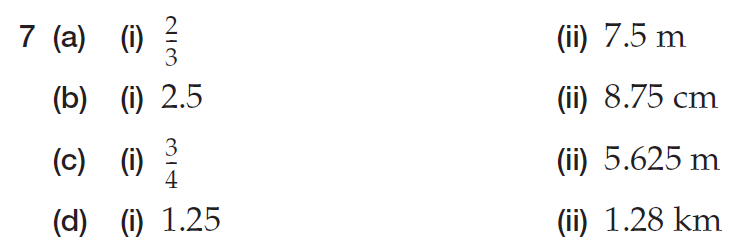 7 (a) (i) 2/3 (ii) 7.5 m
(b) (i) 2.5 (ii) 8.75 cm
(c) (i) 3/4 (ii) 5.625 m
(d) (i) 1.25 (ii) 1.28 km